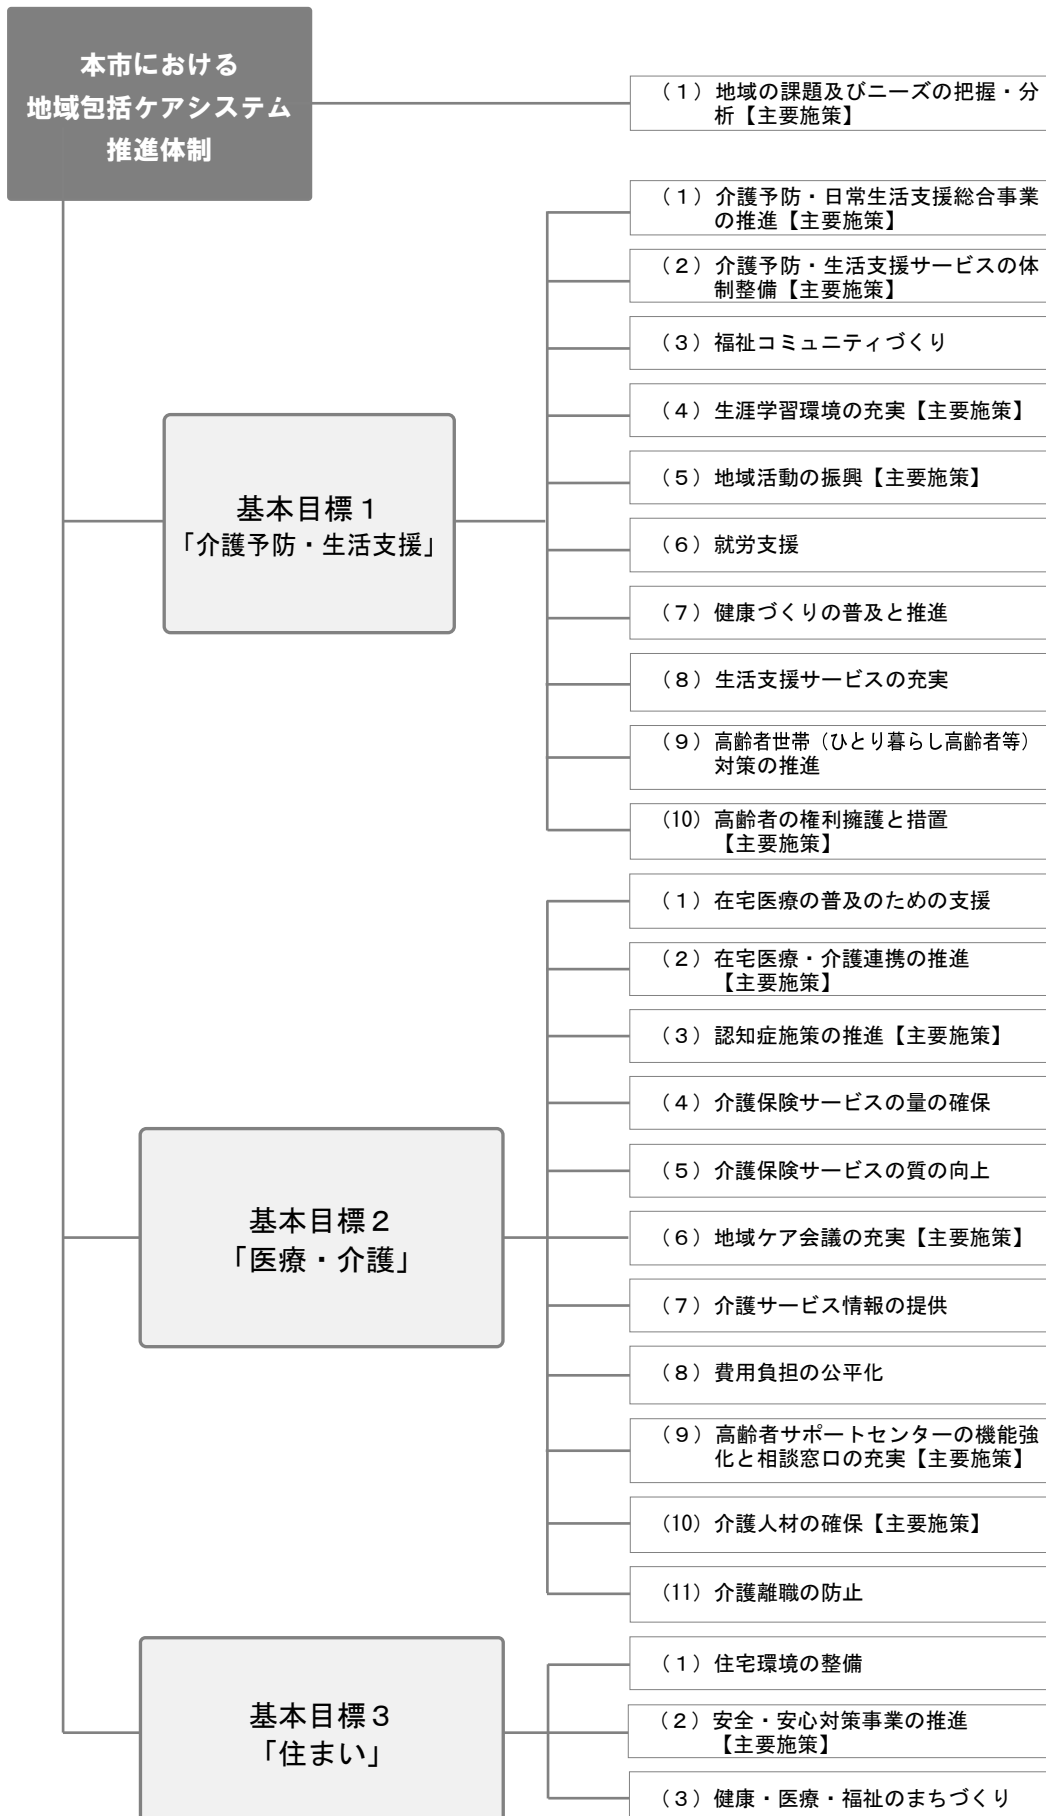 本市における
地域包括ケアシステム
推進体制
（１）地域の課題及びニーズの把握・分
析【主要施策】
基本目標１
「介護予防・生活支援」
（１）介護予防・日常生活支援総合事業
の推進【主要施策】
（２）介護予防・生活支援サービスの体
制整備【主要施策】
（３）福祉コミュニティづくり
（４）生涯学習環境の充実【主要施策】
（５）地域活動の振興【主要施策】
（６）就労支援
（７）健康づくりの普及と推進
（８）生活支援サービスの充実
（９）高齢者世帯（ひとり暮らし高齢者等）
対策の推進
（10）高齢者の権利擁護と措置
【主要施策】
基本目標２
「医療・介護」
（１）在宅医療の普及のための支援
（２）在宅医療・介護連携の推進
【主要施策】
（３）認知症施策の推進【主要施策】
（４）介護保険サービスの量の確保
（５）介護保険サービスの質の向上
（６）地域ケア会議の充実【主要施策】
（７）介護サービス情報の提供
（８）費用負担の公平化
（９）高齢者サポートセンターの機能強
化と相談窓口の充実【主要施策】
（10）介護人材の確保【主要施策】
（11）介護離職の防止
基本目標３
「住まい」
（１）住宅環境の整備
（２）安全・安心対策事業の推進
【主要施策】
（３）健康・医療・福祉のまちづくり